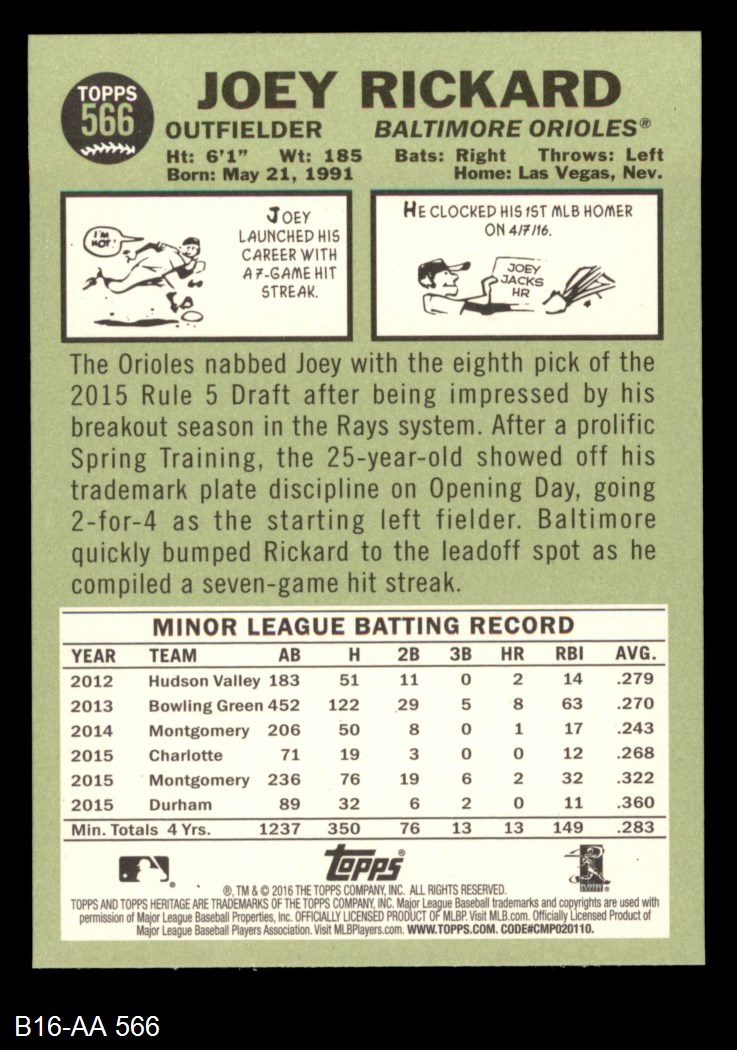 TOPPS
566
JOEY RICKARD
OUTFIELDER BALTIMORE ORIOLES®
Ht: 6'1" Wt: 185 Bats: Right Throws: Left
Born: May 21, 1991 Home: Las Vegas, Nev.
I'M
HOT!
JOEY
LAUNCHED HIS
CAREER WITH
A 7-GAME HIT
STREAK.
HE CLOCKED HIS 1ST MLB HOMER
ON 4/7/16.
JOEY
JACKS
HR
The Orioles nabbed Joey with the eighth pick of the
2015 Rule 5 Draft after being impressed by his
breakout season in the Rays system. After a prolific
Spring Training, the 25-year-old showed off his
trademark plate discipline on Opening Day, going
2-for-4 as the starting left fielder. Baltimore
quickly bumped Rickard to the leadoff spot as he
compiled a seven-game hit streak.
MINOR LEAGUE BATTING RECORD
YEAR TEAM AB H 2B 3B HR RBI AVG.
2012 Hudson Valley 183 51 11 0 2 14 .279
2013 Bowling Green 452 122 29 5 8 63 .270
2014 Montgomery 206 50 8 0 1 17 .243
2015 Charlotte 71 19 3 0 0 12 .268
2015 Montgomery 236 76 19 6 2 32 .322
2015 Durham 89 32 6 2 0 11 .360
Min. Totals 4 Yrs. 1237 350 76 13 13 149 .283
topps®
®, TM & © 2016 THE TOPPS COMPANY, INC. ALL RIGHTS RESERVED.
TOPPS AND TOPPS HERITAGE ARE TRADEMARKS OF THE TOPPS COMPANY, INC. Major League Baseball trademarks and copyrights are used with
permission of Major League Baseball Properties, Inc. OFFICIALLY LICENSED PRODUCT OF MLBP. Visit MLB.com. Officially Licensed Product of
Major League Baseball Players Association. Visit MLBPlayers.com. WWW.TOPPS.COM. CODE#CMP020110.
B16-AA 566